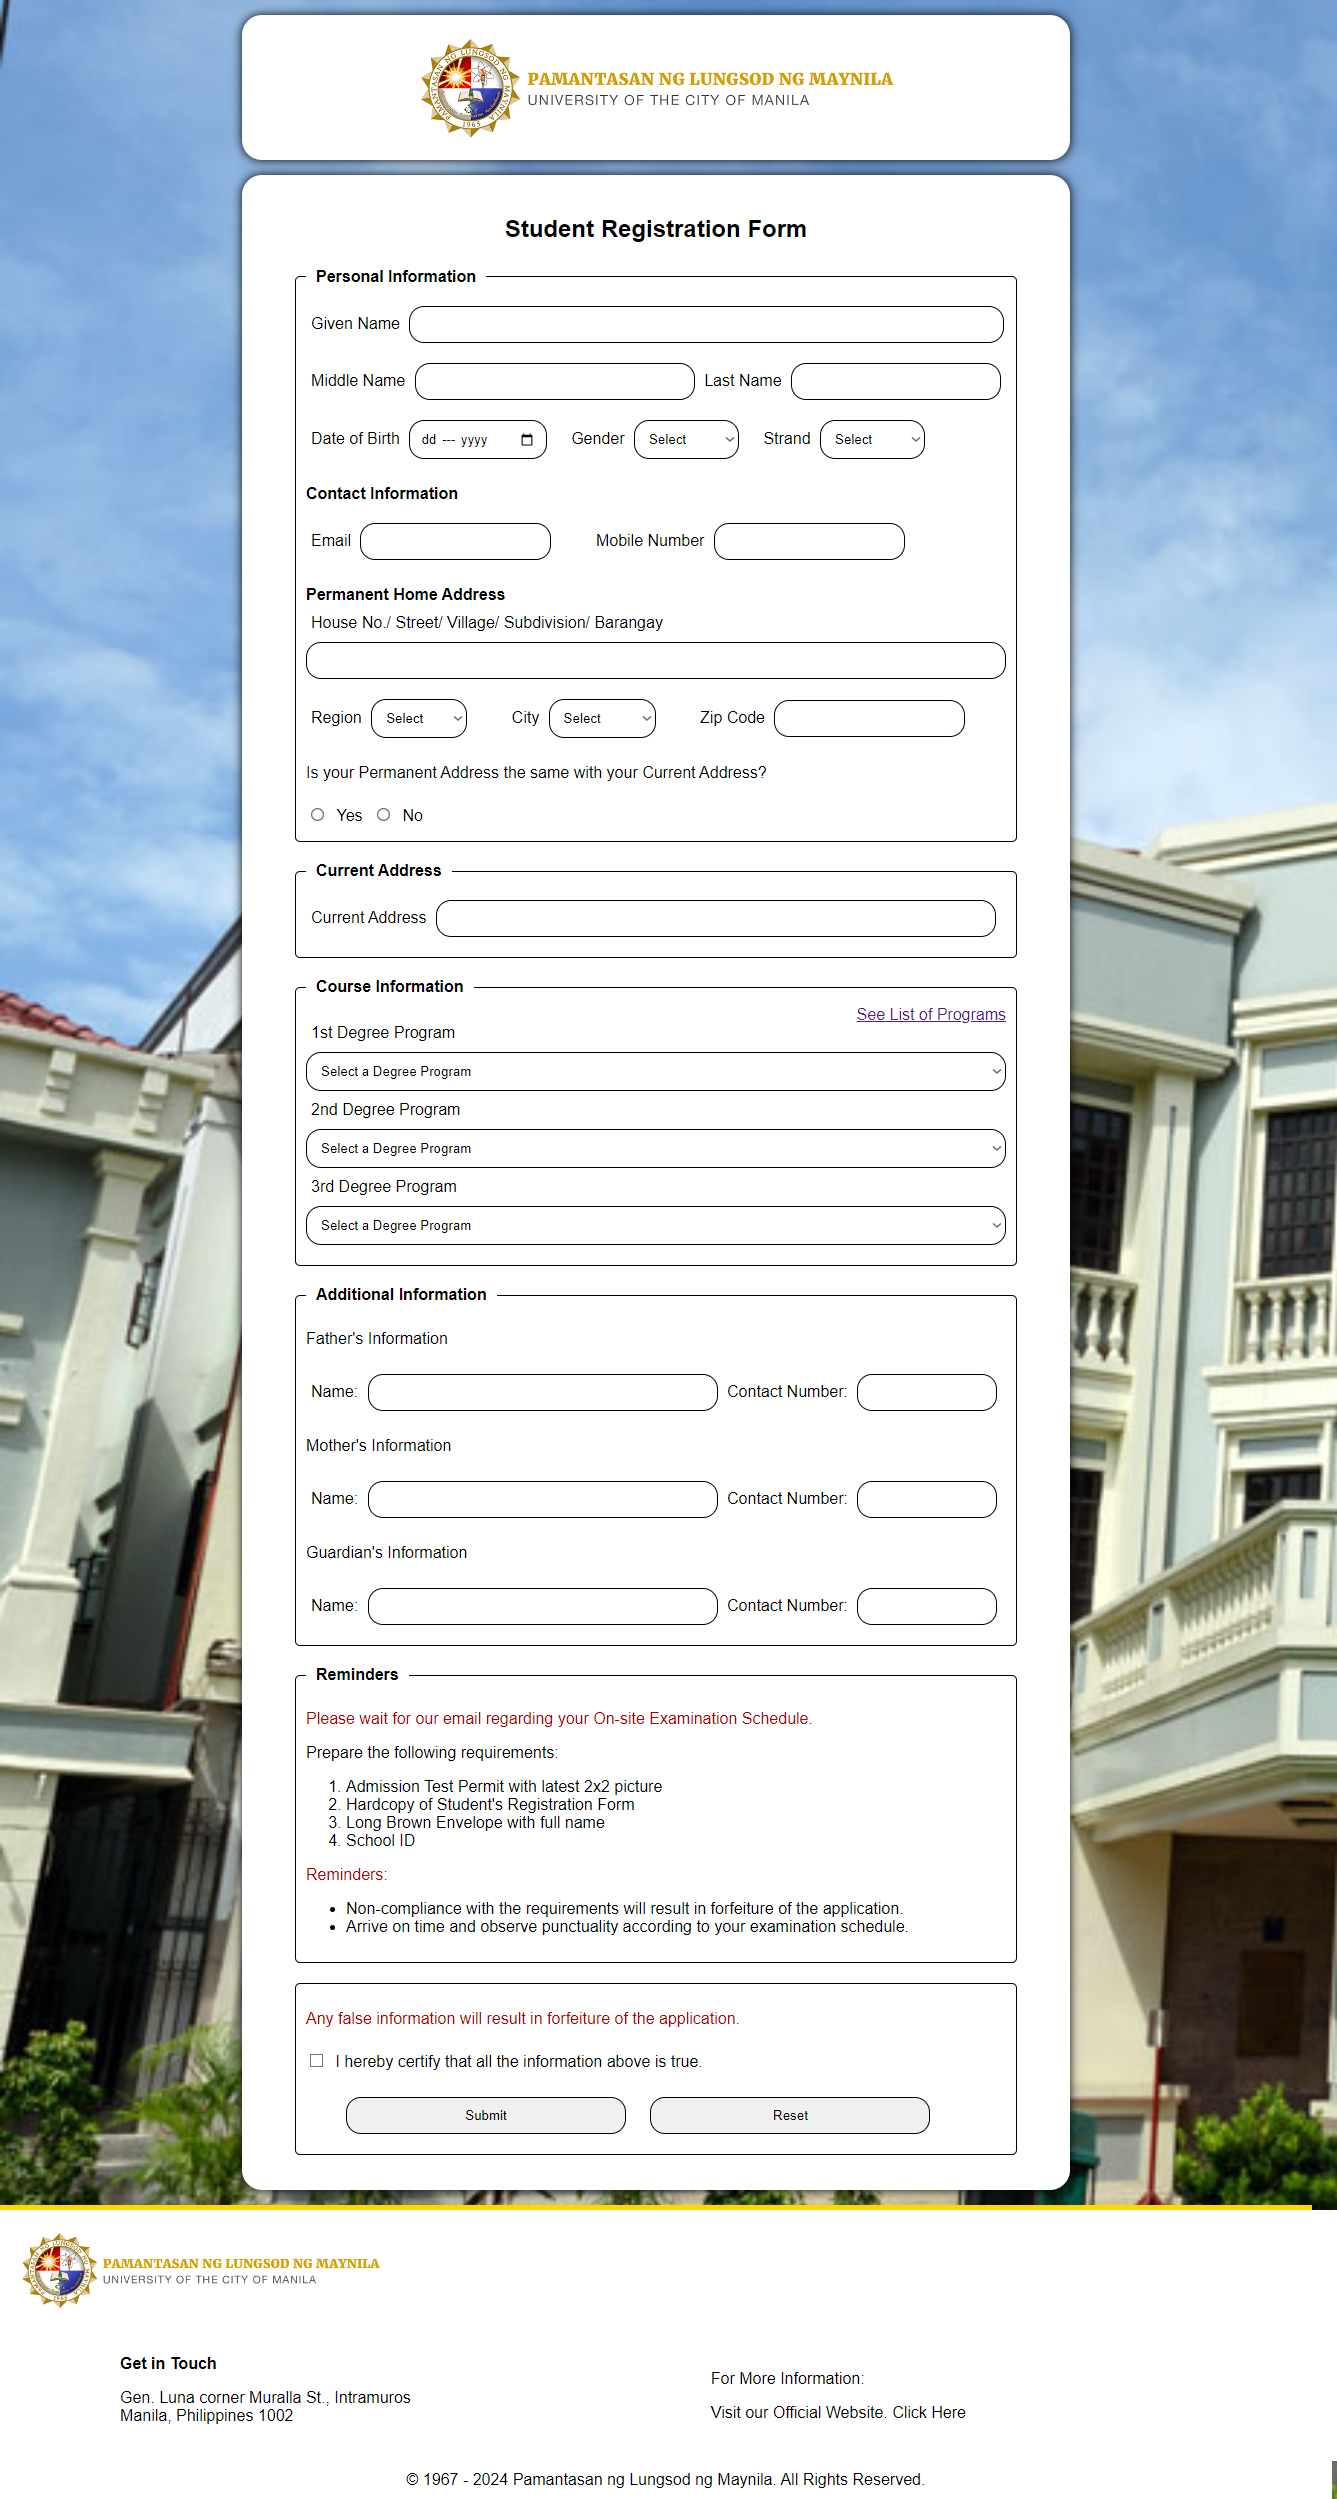 PAMANTASAN NG LUNGSOD NG MAYNILA
1965
PAMANTASAN NG LUNGSOD NG MAYNILA
UNIVERSITY OF THE CITY OF MANILA
Student Registration Form
Personal Information
Given Name
Middle Name Last Name
Date of Birth dd --- yyyy Gender Select Strand Select
Contact Information
Email Mobile Number
Permanent Home Address
House No./ Street/ Village/ Subdivision/ Barangay
Region Select City Select Zip Code
Is your Permanent Address the same with your Current Address?
Yes No
Current Address
Current Address
Course Information
See List of Programs
1st Degree Program
Select a Degree Program
2nd Degree Program
Select a Degree Program
3rd Degree Program
Select a Degree Program
Additional Information
Father's Information
Name: Contact Number:
Mother's Information
Name: Contact Number:
Guardian's Information
Name: Contact Number:
Reminders
Please wait for our email regarding your On-site Examination Schedule.
Prepare the following requirements:
1. Admission Test Permit with latest 2x2 picture
2. Hardcopy of Student's Registration Form
3. Long Brown Envelope with full name
4. School ID
Reminders:
• Non-compliance with the requirements will result in forfeiture of the application.
• Arrive on time and observe punctuality according to your examination schedule.
Any false information will result in forfeiture of the application.
I hereby certify that all the information above is true.
Submit Reset
PAMANTASAN NG LUNGSOD NG MAYNILA
1965
PAMANTASAN NG LUNGSOD NG MAYNILA
UNIVERSITY OF THE CITY OF MANILA
Get in Touch
Gen. Luna corner Muralla St., Intramuros
Manila, Philippines 1002
For More Information:
Visit our Official Website. Click Here
© 1967 - 2024 Pamantasan ng Lungsod ng Maynila. All Rights Reserved.